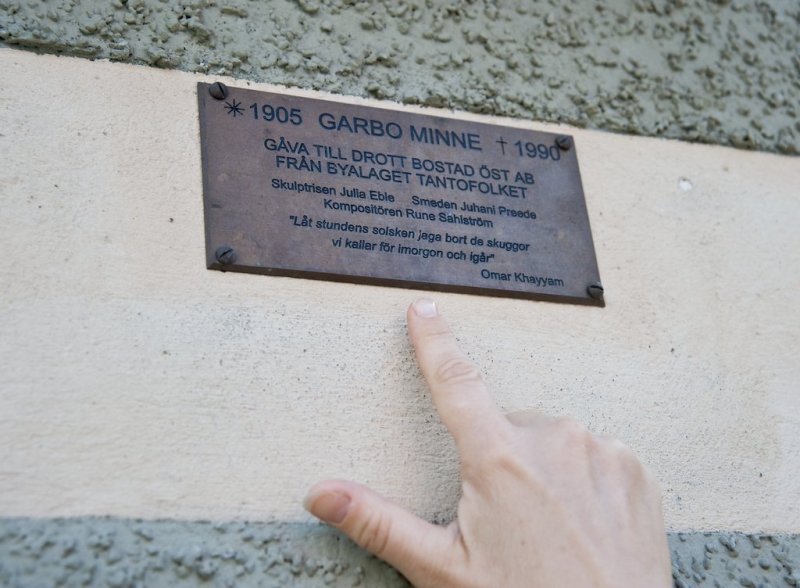 * 1905 GARBO MINNE † 1990
GÅVA TILL DROTT BOSTAD ÖST AB
FRÅN BYALAGET TANTOFOLKET
Skulptrisen Julia Eble Smeden Juhani Preede
Kompositören Rune Sahlström
"Låt stundens solsken jaga bort de skuggor
vi kallar för imorgon och igår"
Omar Khayyam